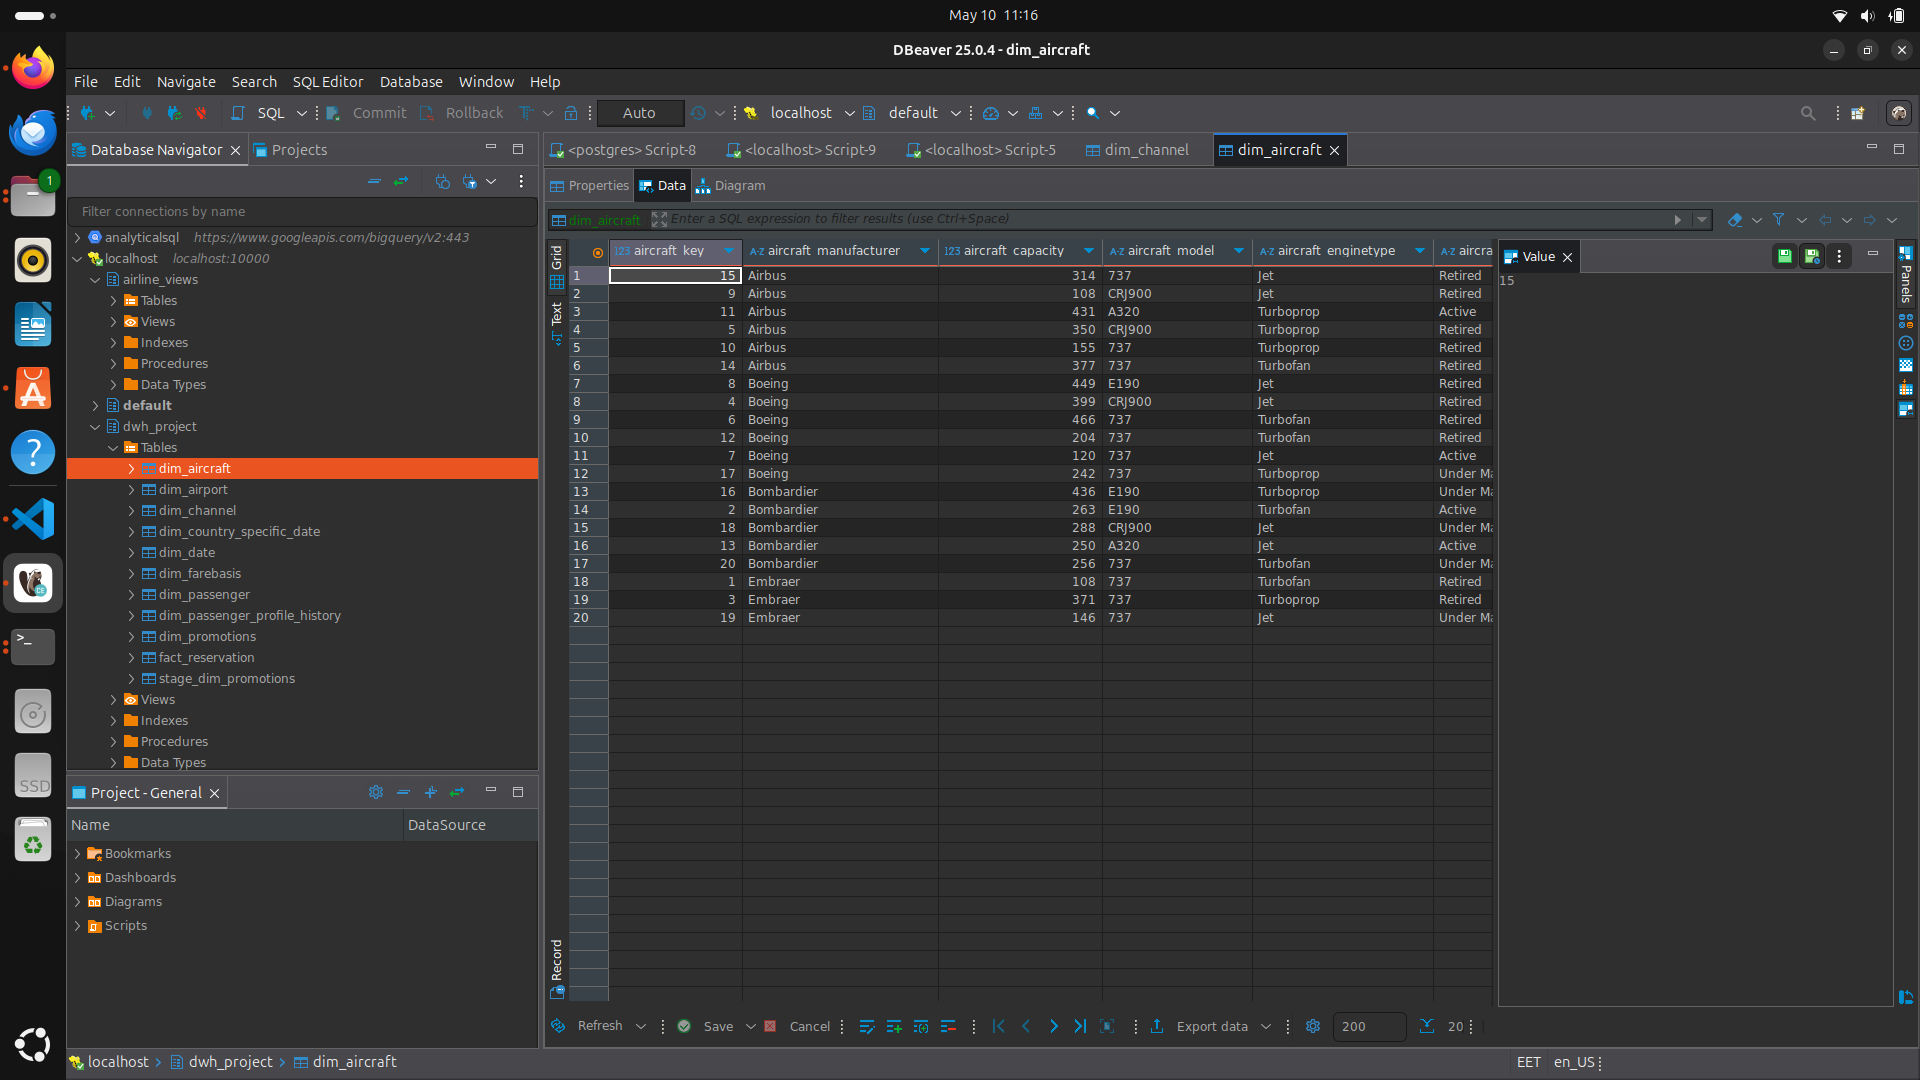 May 10 11:16
DBeaver 25.0.4 - dim_aircraft
File Edit Navigate Search SQL Editor Database Window Help
SQL Commit Rollback Auto localhost default
Database Navigator Projects
<postgres> Script-8 <localhost> Script-9 <localhost> Script-5 dim_channel dim_aircraft
Properties Data Diagram
Filter connections by name
dim_aircraft Enter a SQL expression to filter results (use Ctrl+Space)
analyticalsql https://www.googleapis.com/bigquery/v2:443
localhost localhost:10000
airline_views
Tables
Views
Indexes
Procedures
Data Types
default
dwh_project
Tables
dim_aircraft
dim_airport
dim_channel
dim_country_specific_date
dim_date
dim_farebasis
dim_passenger
dim_passenger_profile_history
dim_promotions
fact_reservation
stage_dim_promotions
Views
Indexes
Procedures
Data Types
Grid
Text
Record
123 aircraft_key A-Z aircraft_manufacturer 123 aircraft_capacity A-Z aircraft_model A-Z aircraft_enginetype A-Z aircra
1 15 Airbus 314 737 Jet Retired
2 9 Airbus 108 CRJ900 Jet Retired
3 11 Airbus 431 A320 Turboprop Active
4 5 Airbus 350 CRJ900 Turboprop Retired
5 10 Airbus 155 737 Turboprop Retired
6 14 Airbus 377 737 Turbofan Retired
7 8 Boeing 449 E190 Jet Retired
8 4 Boeing 399 CRJ900 Jet Retired
9 6 Boeing 466 737 Turbofan Retired
10 12 Boeing 204 737 Turbofan Retired
11 7 Boeing 120 737 Jet Active
12 17 Boeing 242 737 Turboprop Under Ma
13 16 Bombardier 436 E190 Turboprop Under Ma
14 2 Bombardier 263 E190 Turbofan Active
15 18 Bombardier 288 CRJ900 Jet Under Ma
16 13 Bombardier 250 A320 Jet Active
17 20 Bombardier 256 737 Turbofan Under Ma
18 1 Embraer 108 737 Turbofan Retired
19 3 Embraer 371 737 Turboprop Retired
20 19 Embraer 146 737 Jet Under Ma
Value
15
Panels
Project - General
Name DataSource
Bookmarks
Dashboards
Diagrams
Scripts
Refresh Save Cancel Export data 200 20
localhost dwh_project dim_aircraft EET en_US
1
SSD